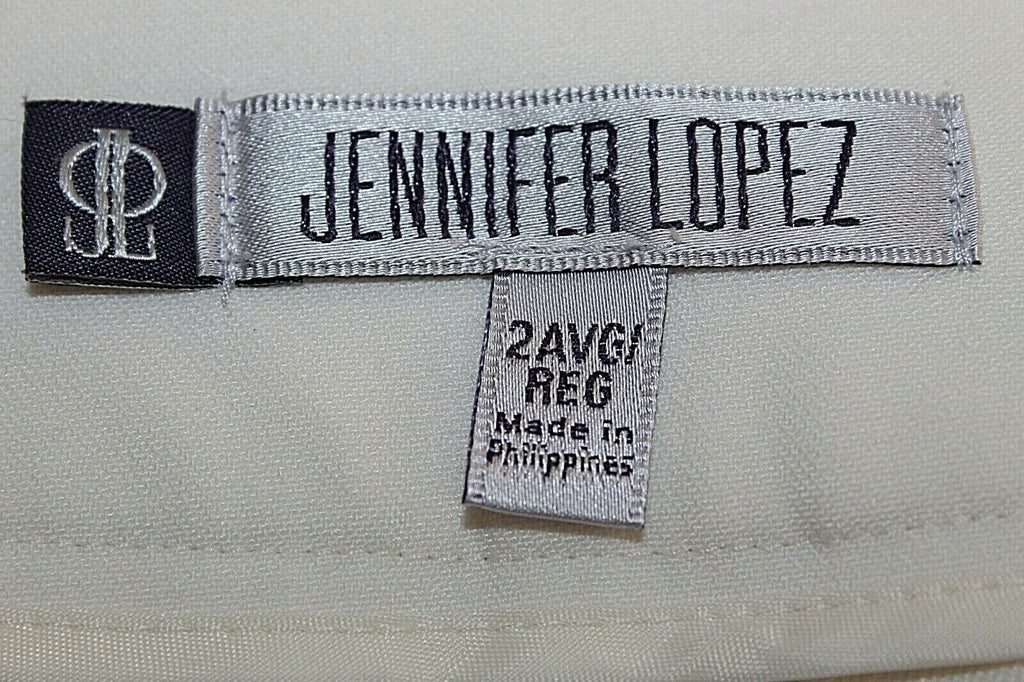 JL
JENNIFER LOPEZ
2AVG/
REG
Made in
Philippines